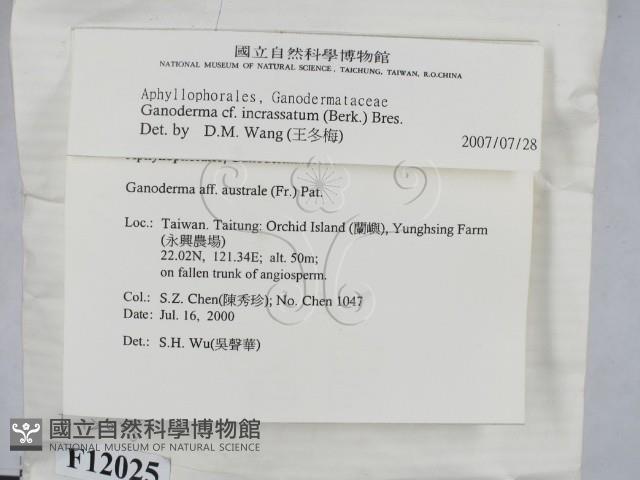 國立自然科學博物館
NATIONAL MUSEUM OF NATURAL SCIENCE, TAICHUNG, TAIWAN, R.O.CHINA
Aphyllophorales, Ganodermataceae
Ganoderma cf. incrassatum (Berk.) Bres.
Det. by D.M. Wang (王冬梅)
2007/07/28
Ganoderma aff. australe (Fr.) Pat.
Loc.: Taiwan. Taitung: Orchid Island (蘭嶼), Yunghsing Farm
(永興農場)
22.02N, 121.34E; alt. 50m;
on fallen trunk of angiosperm.
Col.: S.Z. Chen(陳秀珍); No. Chen 1047
Date: Jul. 16, 2000
Det.: S.H. Wu(吳聲華)
國立自然科學博物館
NATIONAL MUSEUM OF NATURAL SCIENCE
F12025